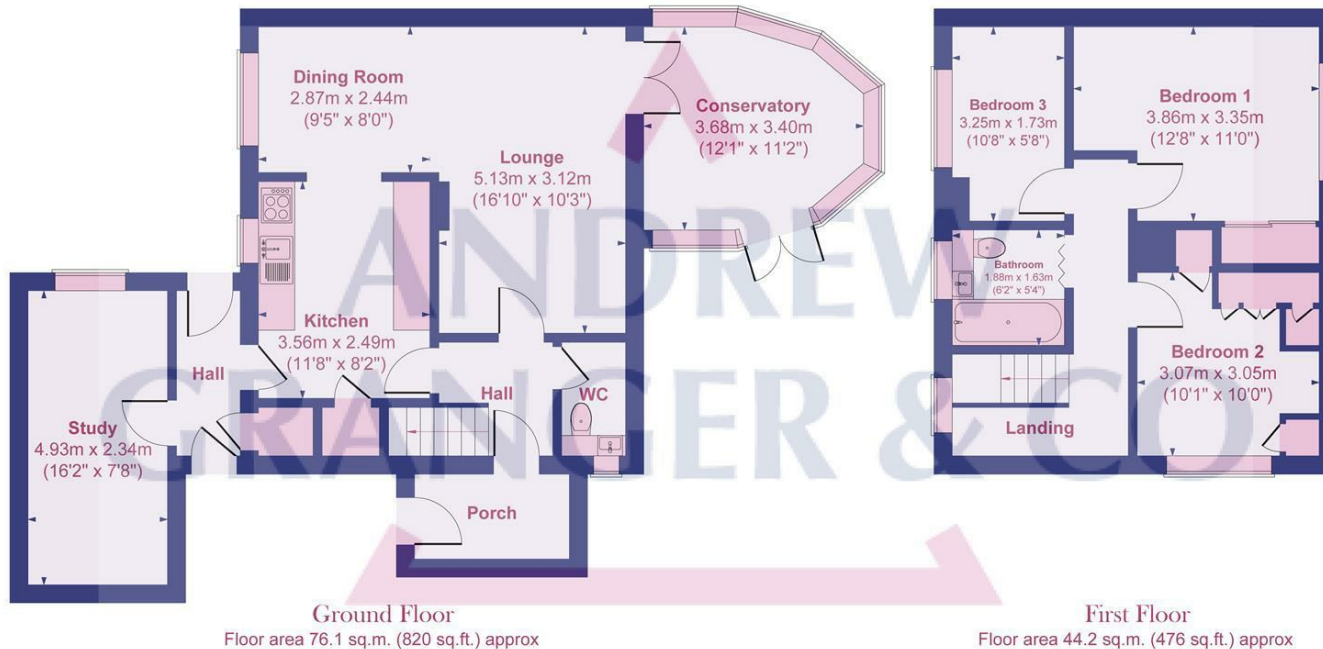 Dining Room
2.87m x 2.44m
(9'5" x 8'0")
Lounge
5.13m x 3.12m
(16'10" x 10'3")
Conservatory
3.68m x 3.40m
(12'1" x 11'2")
Kitchen
3.56m x 2.49m
(11'8" x 8'2")
Hall
Study
4.93m x 2.34m
(16'2" x 7'8")
Hall
WC
Porch
Ground Floor
Floor area 76.1 sq.m. (820 sq.ft.) approx
Bedroom 3
3.25m x 1.73m
(10'8" x 5'8")
Bedroom 1
3.86m x 3.35m
(12'8" x 11'0")
Bathroom
1.88m x 1.63m
(6'2" x 5'4")
Bedroom 2
3.07m x 3.05m
(10'1" x 10'0")
Landing
First Floor
Floor area 44.2 sq.m. (476 sq.ft.) approx
ANDREW
GRANGER & CO